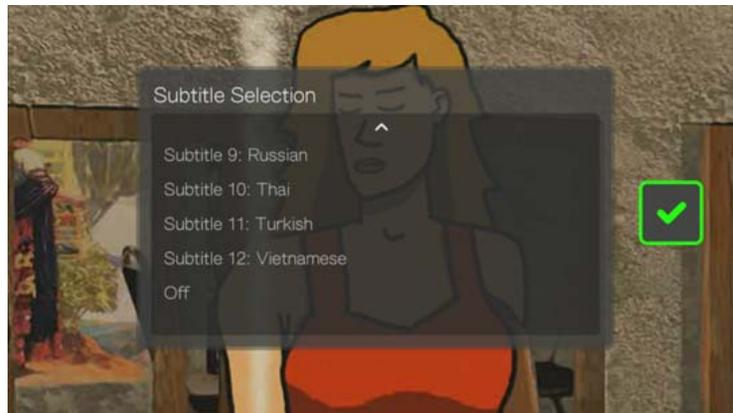 Subtitle Selection
Subtitle 9: Russian
Subtitle 10: Thai
Subtitle 11: Turkish
Subtitle 12: Vietnamese
Off